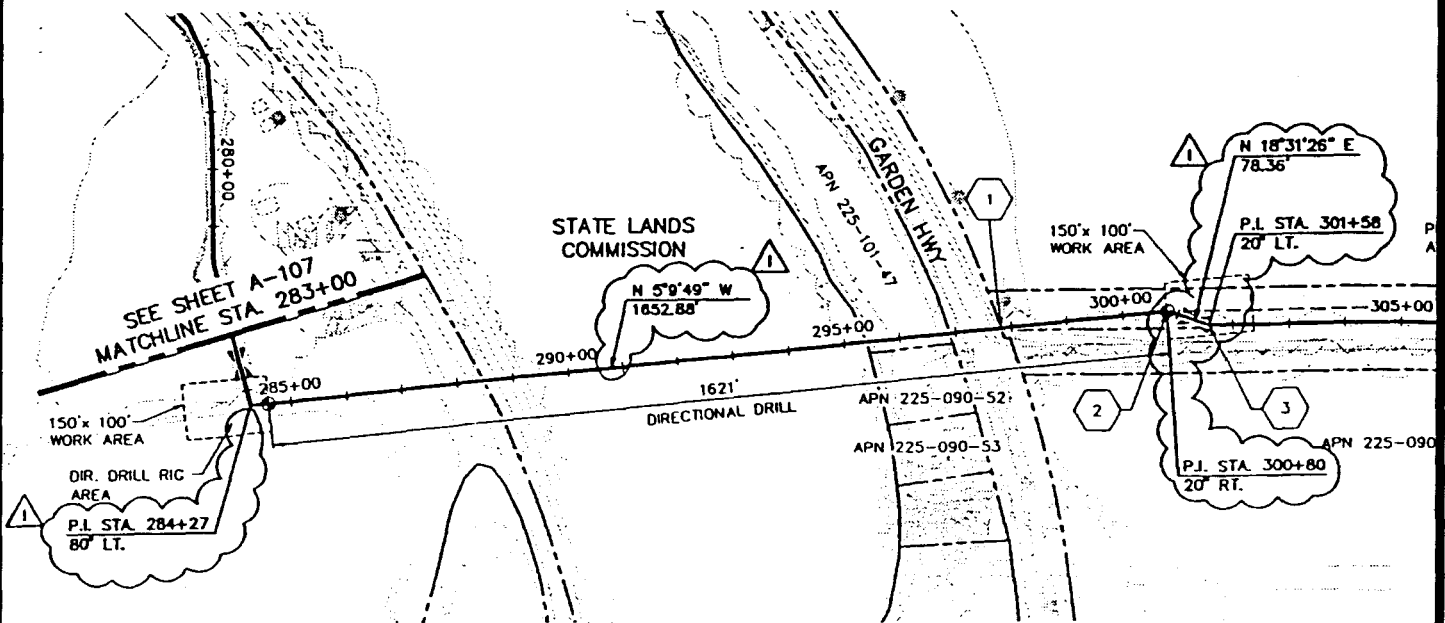 280+00
SEE SHEET A-107
MATCHLINE STA. 283+00
150'x 100'
WORK AREA
DIR. DRILL RIG
AREA
1
P.I. STA. 284+27
80° LT.
285+00
STATE LANDS
COMMISSION
1
N 5°9'49" W
1652.88'
290+00
1621'
DIRECTIONAL DRILL
295+00
APN 225-101-47
GARDEN HWY
APN 225-090-52
APN 225-090-53
1
150'x 100'
WORK AREA
300+00
1
N 18°31'26" E
78.36'
P.I. STA. 301+58
20° LT.
305+00
2
3
P.I. STA. 300+80
20° RT.
APN 225-090